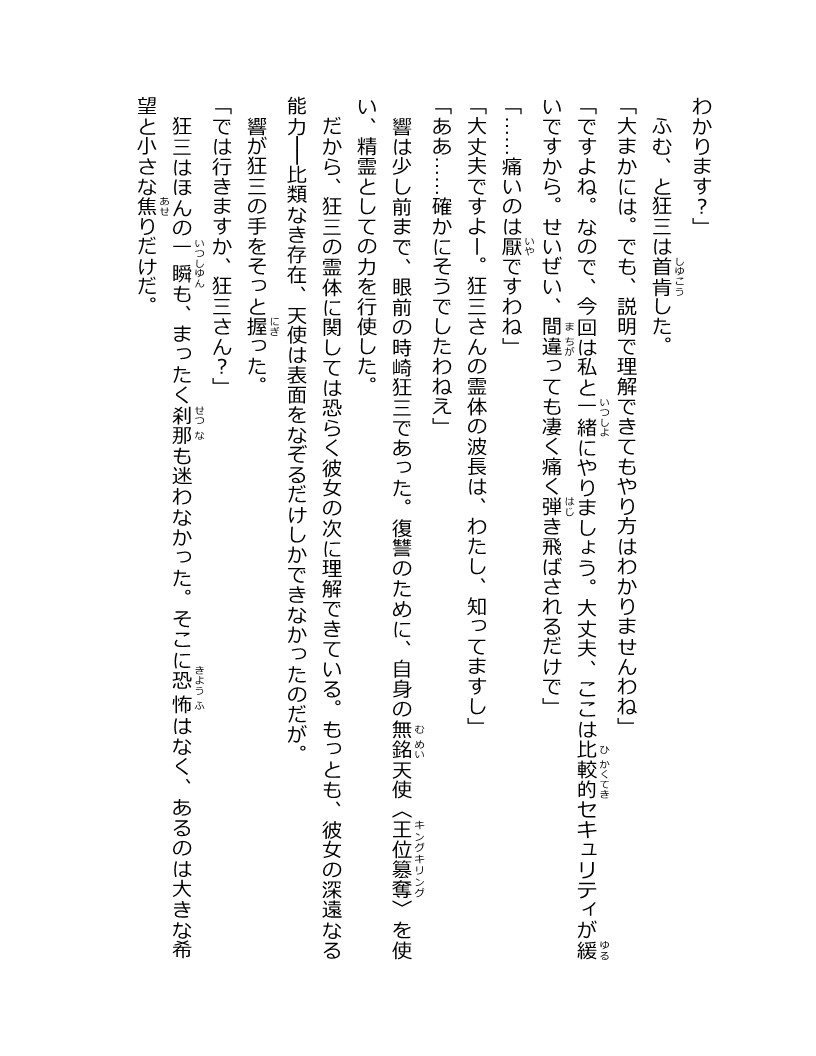 わかります？」
　ふむ、と狂三は首肯した。
「大まかには。でも、説明で理解できてもやり方はわかりませんわね」
「ですよね。なので、今回は私と一緒にやりましょう。大丈夫、ここは比較的セキュリティが緩
いですから。せいぜい、間違っても凄く痛く弾き飛ばされるだけで」
「……痛いのは厭ですわね」
「大丈夫ですよー。狂三さんの霊体の波長は、わたし、知ってますし」
「ああ……確かにそうでしたわねえ」
　響は少し前まで、眼前の時崎狂三であった。復讐のために、自身の無銘天使〈王位簒奪〉を使
い、精霊としての力を行使した。
　だから、狂三の霊体に関しては恐らく彼女の次に理解できている。もっとも、彼女の深遠なる
能力──比類なき存在、天使は表面をなぞるだけしかできなかったのだが。
　響が狂三の手をそっと握った。
「では行きますか、狂三さん？」
　狂三はほんの一瞬も、まったく刹那も迷わなかった。そこに恐怖はなく、あるのは大きな希
望と小さな焦りだけだ。